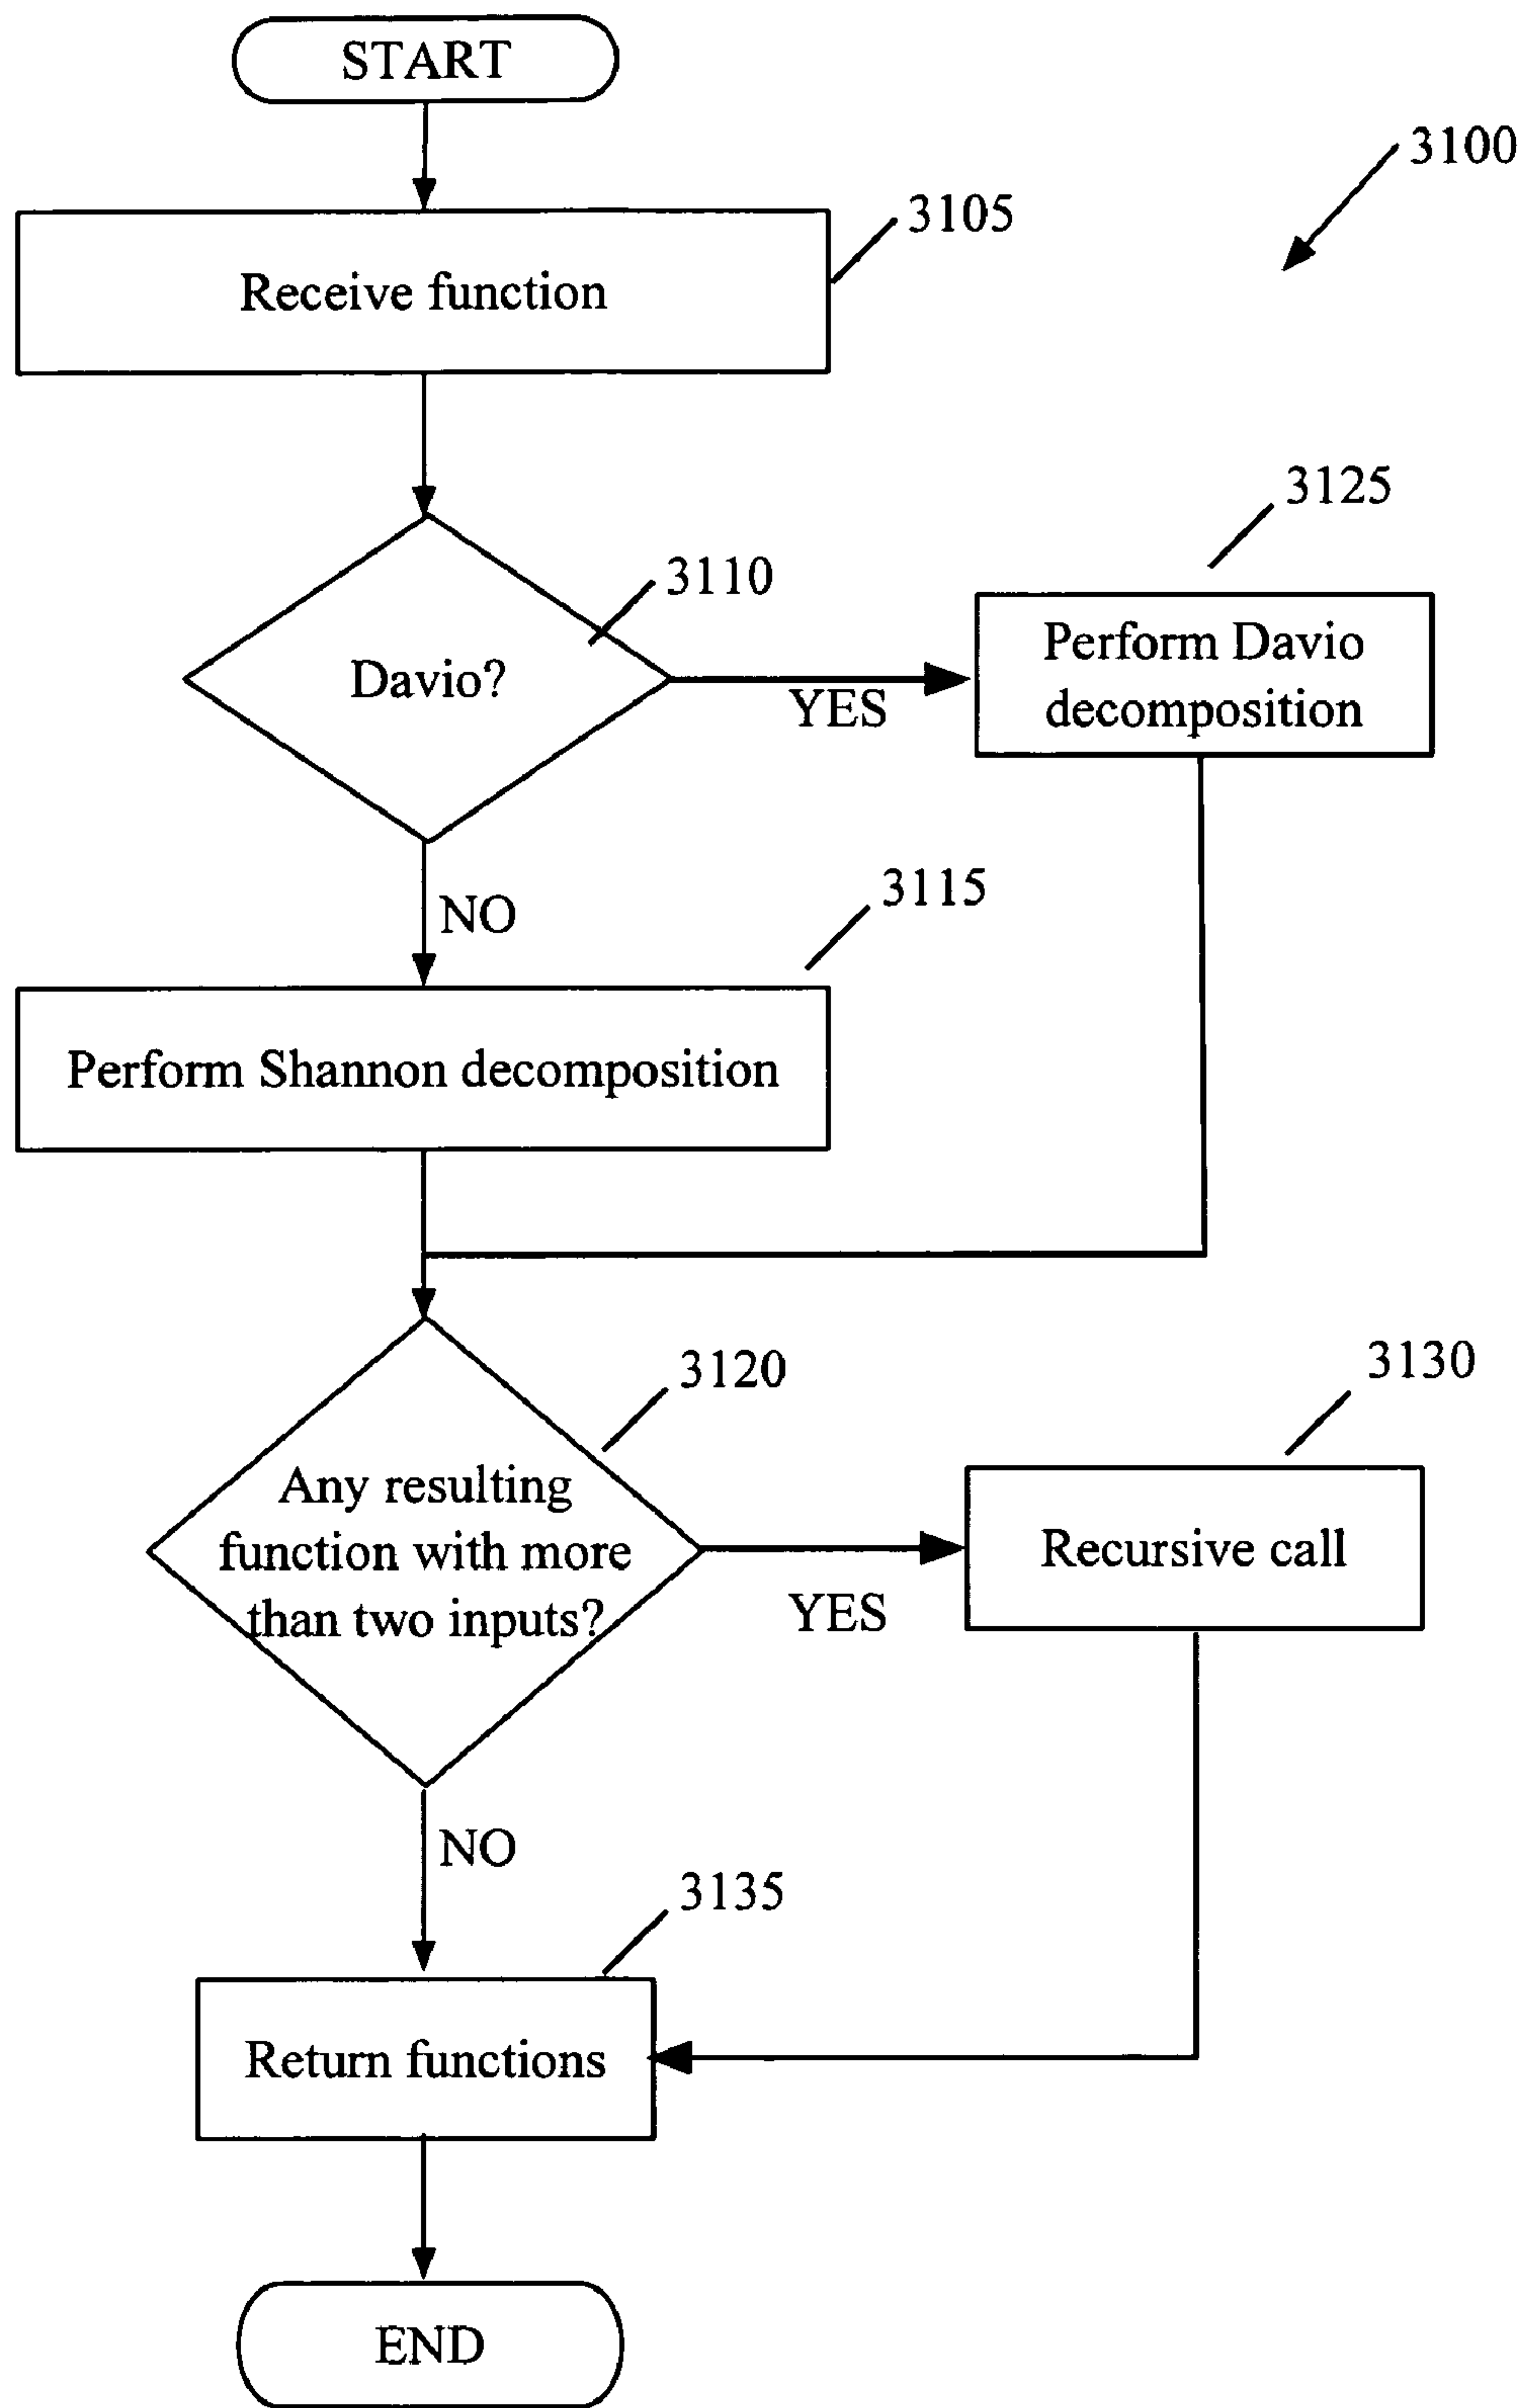 START
3100
3105
Receive function
3125
3110
Perform Davio
decomposition
Davio?
YES
3115
NO
Perform Shannon decomposition
3120
3130
Any resulting
function with more
than two inputs?
Recursive call
YES
NO
3135
Return functions
END